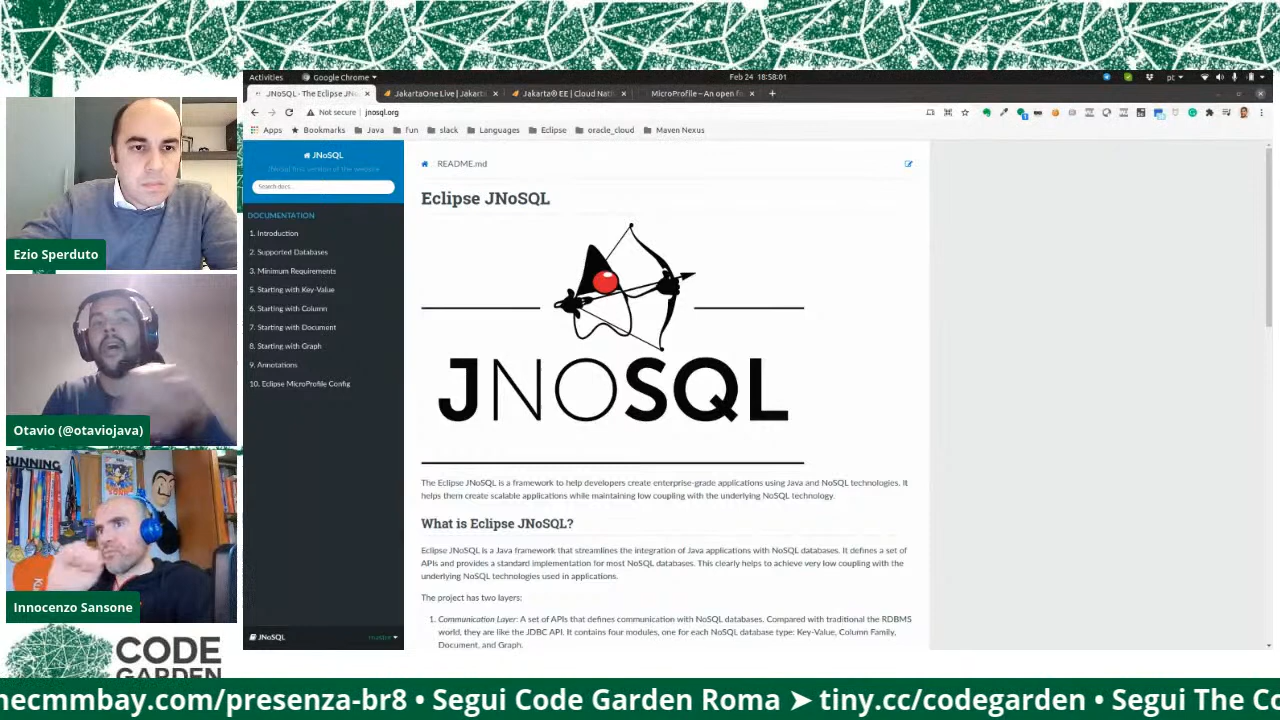 Activities
Google Chrome
Feb 24 18:58:01
pt
JNoSQL - The Eclipse JN
JakartaOne Live | Jakarta
Jakarta® EE | Cloud Nati
MicroProfile – An open f
Not secure | jnosql.org
Apps
Bookmarks
Java
fun
slack
Languages
Eclipse
oracle_cloud
Maven Nexus
JNoSQL
Search docs
DOCUMENTATION
1. Introduction
2. Supported Databases
3. Minimum Requirements
5. Starting with Key-Value
6. Starting with Column
7. Starting with Document
8. Starting with Graph
9. Annotations
10. Eclipse MicroProfile Config
JNoSQL
README.md
Eclipse JNoSQL
JNOSQL
The Eclipse JNoSQL is a framework to help developers create enterprise-grade applications using Java and NoSQL technologies. It
helps them create scalable applications while maintaining low coupling with the underlying NoSQL technology.
What is Eclipse JNoSQL?
Eclipse JNoSQL is a Java framework that streamlines the integration of Java applications with NoSQL databases. It defines a set of
APIs and provides a standard implementation for most NoSQL databases. This clearly helps to achieve very low coupling with the
underlying NoSQL technologies used in applications.
The project has two layers:
1. Communication Layer: A set of APIs that defines communication with NoSQL databases. Compared with traditional the RDBMS
world, they are like the JDBC API. It contains four modules, one for each NoSQL database type: Key-Value, Column Family,
Document, and Graph.
Ezio Sperduto
Otavio (@otaviojava)
RUNNING
Innocenzo Sansone
CODE
GARDEN
necmmbay.com/presenza-br8 • Segui Code Garden Roma ➤ tiny.cc/codegarden • Segui The Co